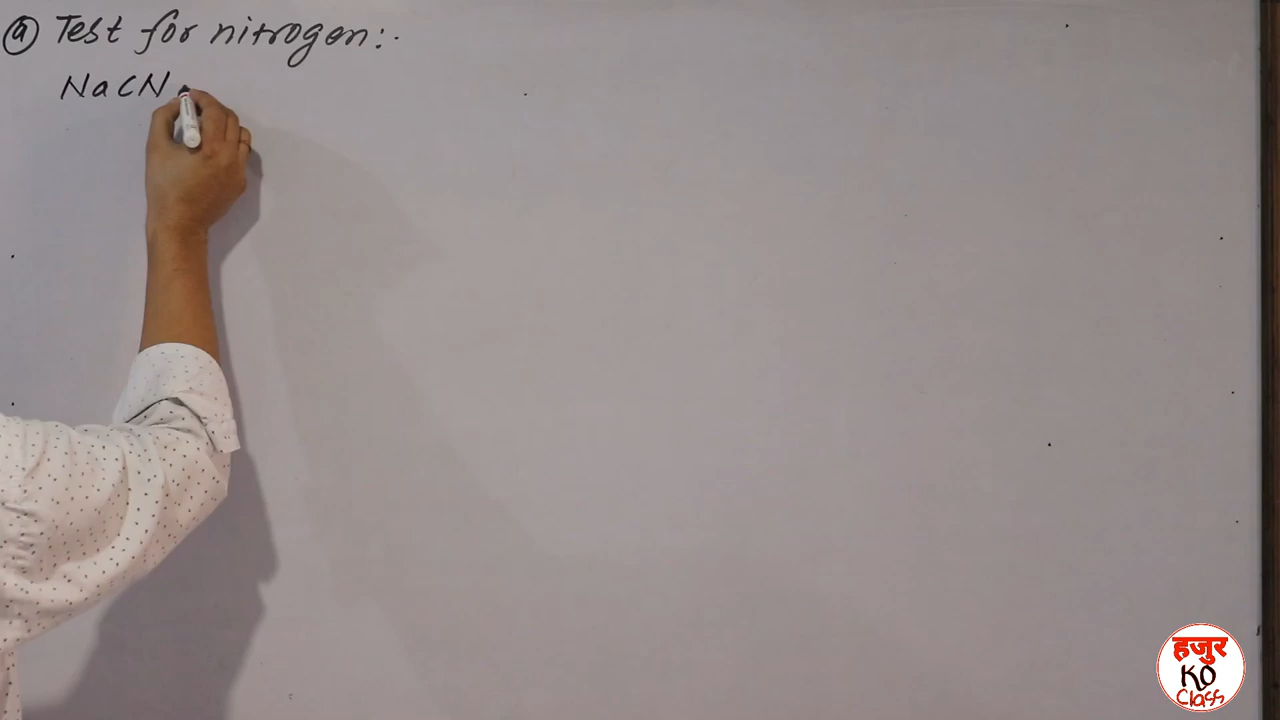 ⓐ Test for nitrogen:.
NaCN
हजुर
KO
Class